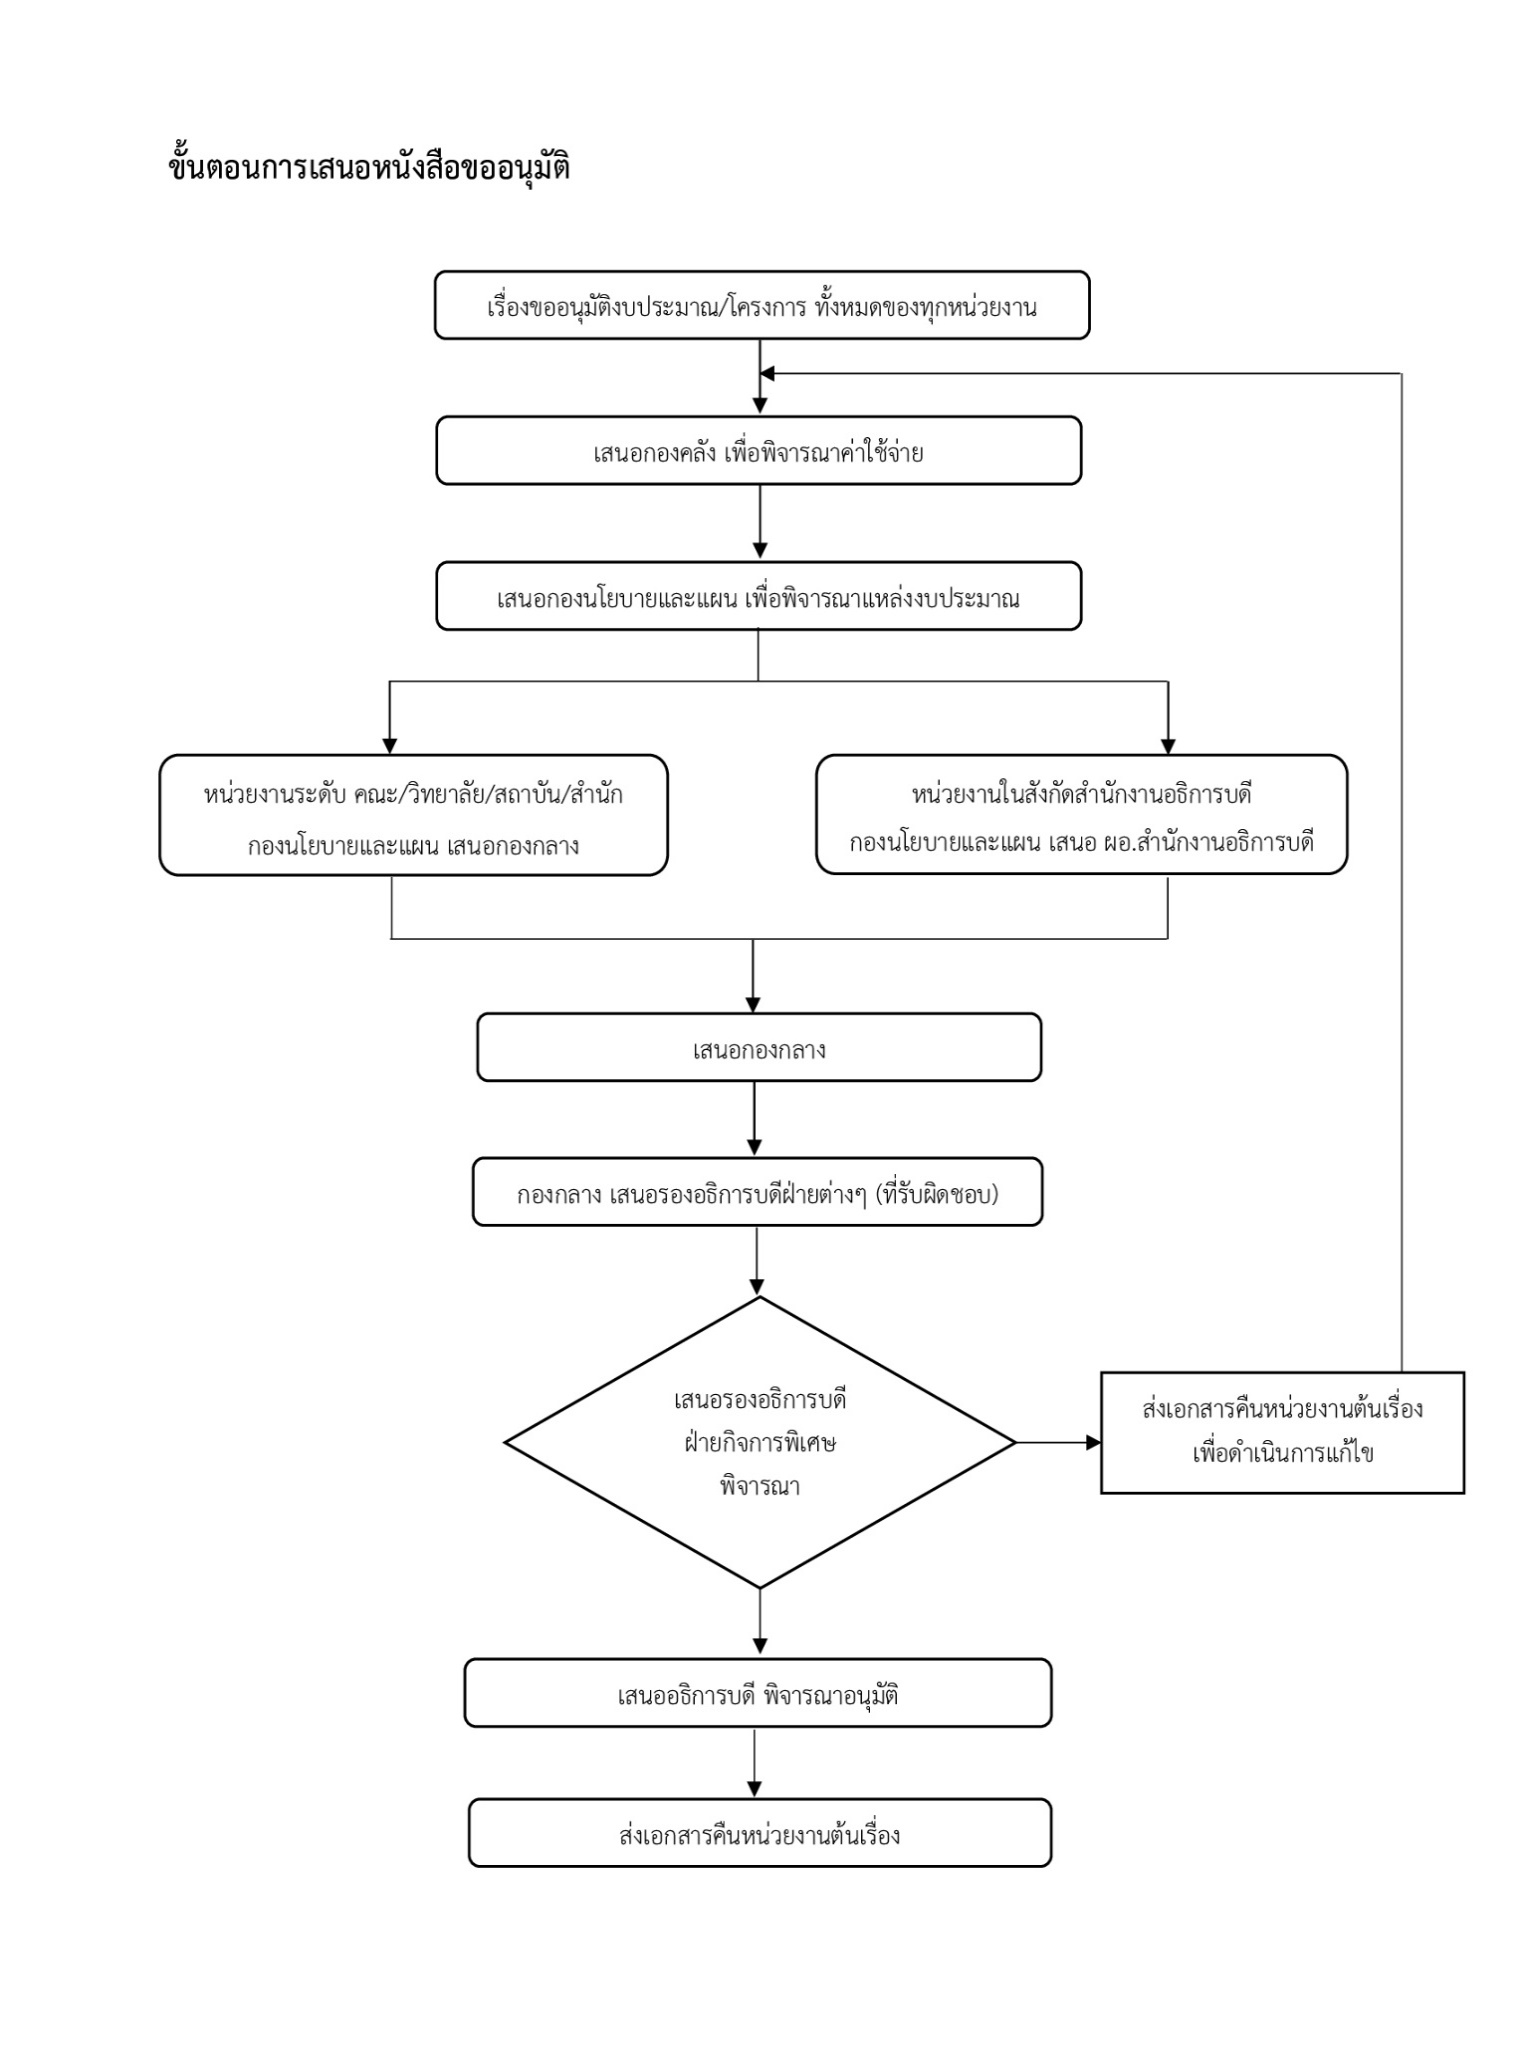 ขั้นตอนการเสนอหนังสือขออนุมัติ
เรื่องขออนุมัติงบประมาณ/โครงการ ทั้งหมดของทุกหน่วยงาน
เสนอกองคลัง เพื่อพิจารณาค่าใช้จ่าย
เสนอกองนโยบายและแผน เพื่อพิจารณาแหล่งงบประมาณ
หน่วยงานระดับ คณะ/วิทยาลัย/สถาบัน/สำนัก
กองนโยบายและแผน เสนอกองกลาง
หน่วยงานในสังกัดสำนักงานอธิการบดี
กองนโยบายและแผน เสนอ ผอ.สำนักงานอธิการบดี
เสนอกองกลาง
กองกลาง เสนอรองอธิการบดีฝ่ายต่างๆ (ที่รับผิดชอบ)
เสนอรองอธิการบดี
ฝ่ายกิจการพิเศษ
พิจารณา
ส่งเอกสารคืนหน่วยงานต้นเรื่อง
เพื่อดำเนินการแก้ไข
เสนออธิการบดี พิจารณาอนุมัติ
ส่งเอกสารคืนหน่วยงานต้นเรื่อง